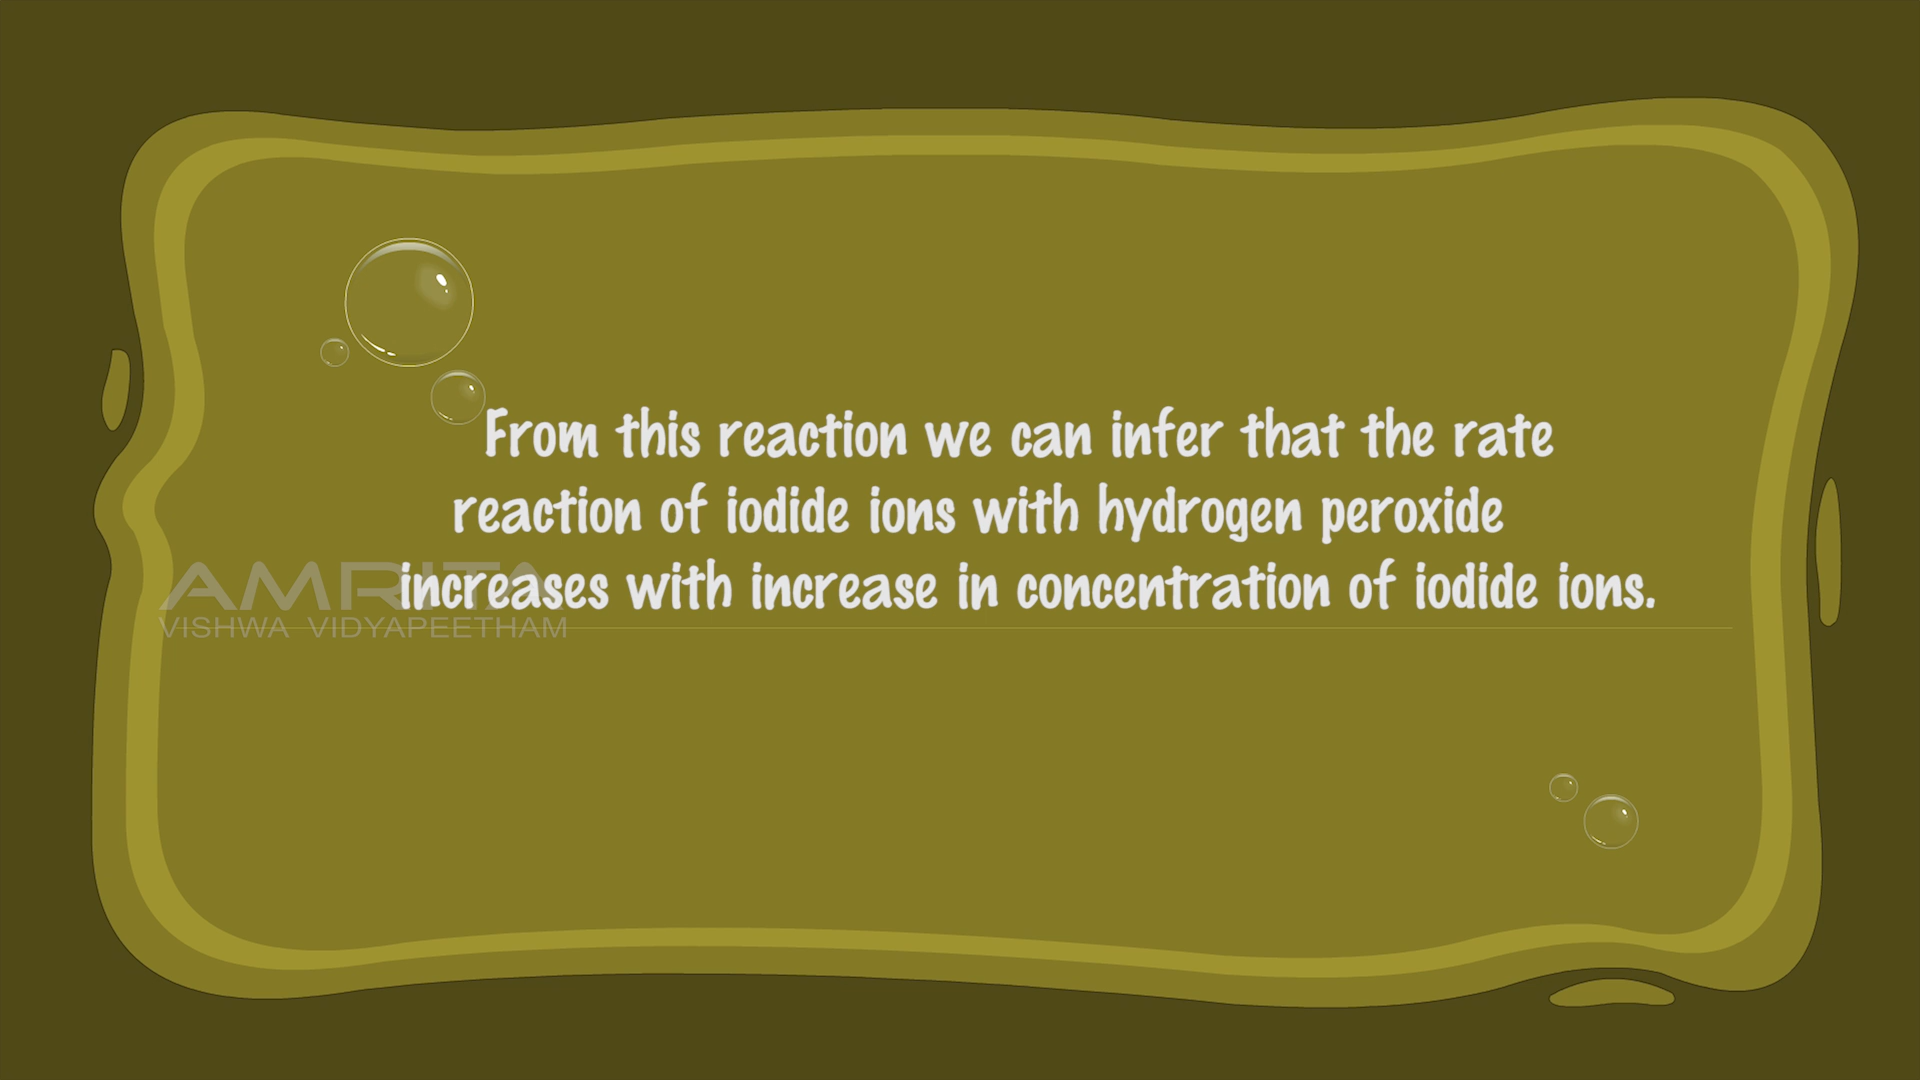 From this reaction we can infer that the rate
reaction of iodide ions with hydrogen peroxide
increases with increase in concentration of iodide ions.
AMRITA
VISHWA VIDYAPEETHAM